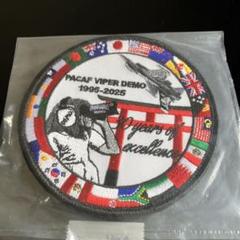 PACAF VIPER DEMO
1995-2025
30 years of
excellence